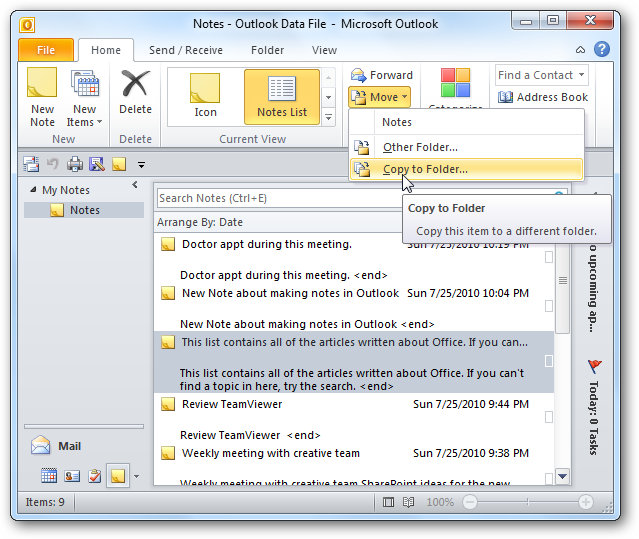 Notes - Outlook Data File - Microsoft Outlook
File Home Send / Receive Folder View
New Note
New Items
Delete
Icon
Notes List
Forward
Move
Find a Contact
Address Book
New Delete Current View
Notes
Other Folder...
Copy to Folder...
Copy to Folder
Copy this item to a different folder.
My Notes
Notes
Search Notes (Ctrl+E)
Arrange By: Date
Doctor appt during this meeting. Sun 7/25/2010 10:19 PM
Doctor appt during this meeting. <end>
New Note about making notes in Outlook Sun 7/25/2010 10:04 PM
New Note about making notes in Outlook <end>
This list contains all of the articles written about Office. If you can...
This list contains all of the articles written about Office. If you can't
find a topic in here, try the search. <end>
Review TeamViewer Sun 7/25/2010 9:44 PM
Review TeamViewer <end>
Weekly meeting with creative team Sun 7/25/2010 9:38 PM
Weekly meeting with creative team SharePoint ideas for the new
upcoming ap...
Today: 0 Tasks
Mail
Items: 9
100%